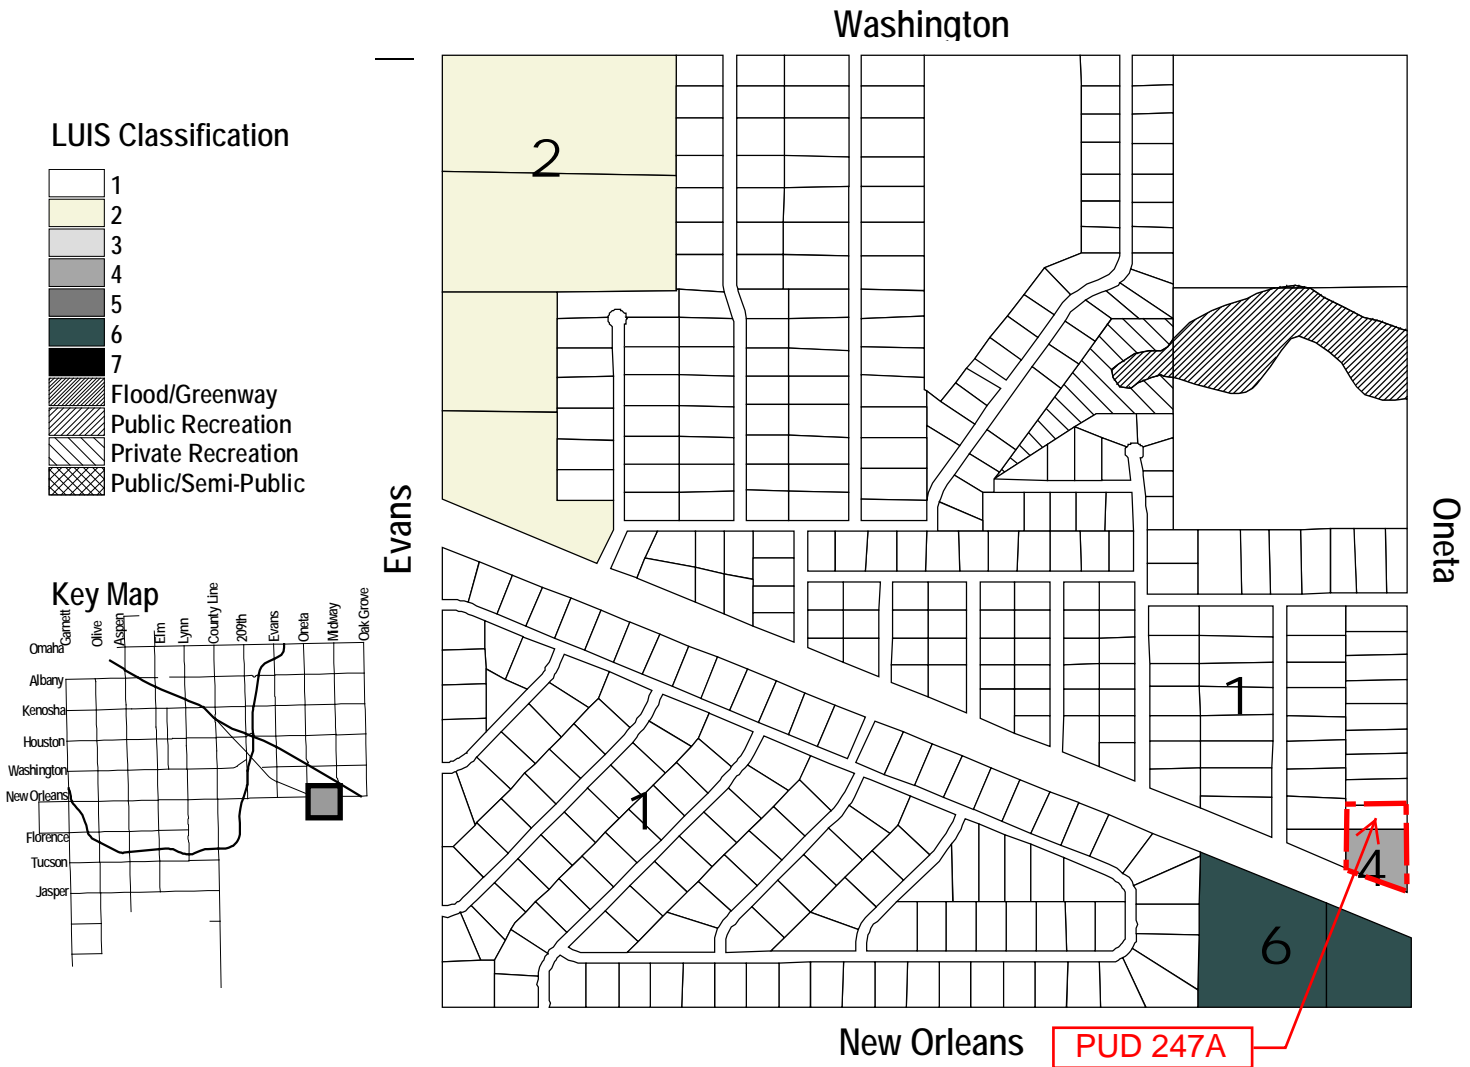 Washington
LUIS Classification
1
2
3
4
5
6
7
Flood/Greenway
Public Recreation
Private Recreation
Public/Semi-Public
Evans
Oneta
2
1
1
4
6
New Orleans
PUD 247A
Key Map
Garnett
Olive
Aspen
Elm
Lynn
County Line
209th
Evans
Oneta
Midway
Oak Grove
Omaha
Albany
Kenosha
Houston
Washington
New Orleans
Florence
Tucson
Jasper